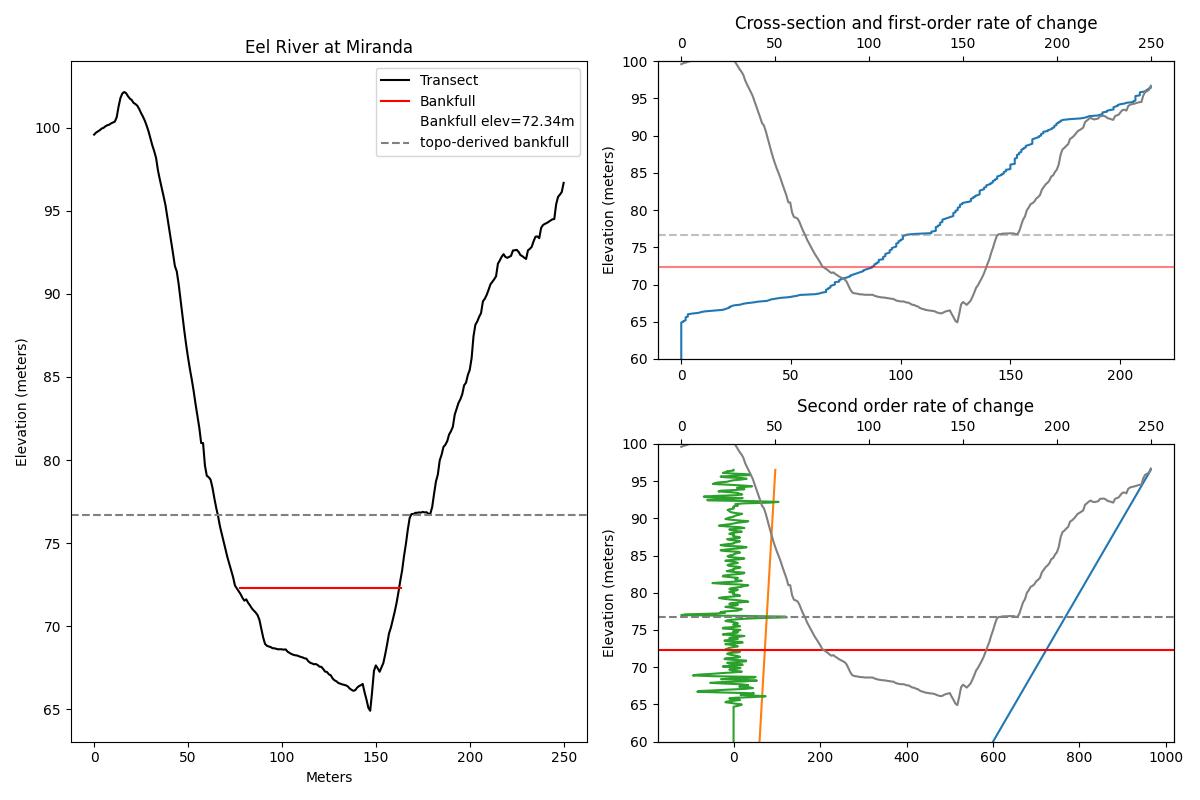 Eel River at Miranda
Transect
Bankfull
Bankfull elev=72.34m
topo-derived bankfull
100
95
90
85
80
75
70
65
Elevation (meters)
0 50 100 150 200 250
Meters
Cross-section and first-order rate of change
0 50 100 150 200 250
100
95
90
85
80
75
70
65
60
Elevation (meters)
0 50 100 150 200
Second order rate of change
0 50 100 150 200 250
100
95
90
85
80
75
70
65
60
Elevation (meters)
0 200 400 600 800 1000